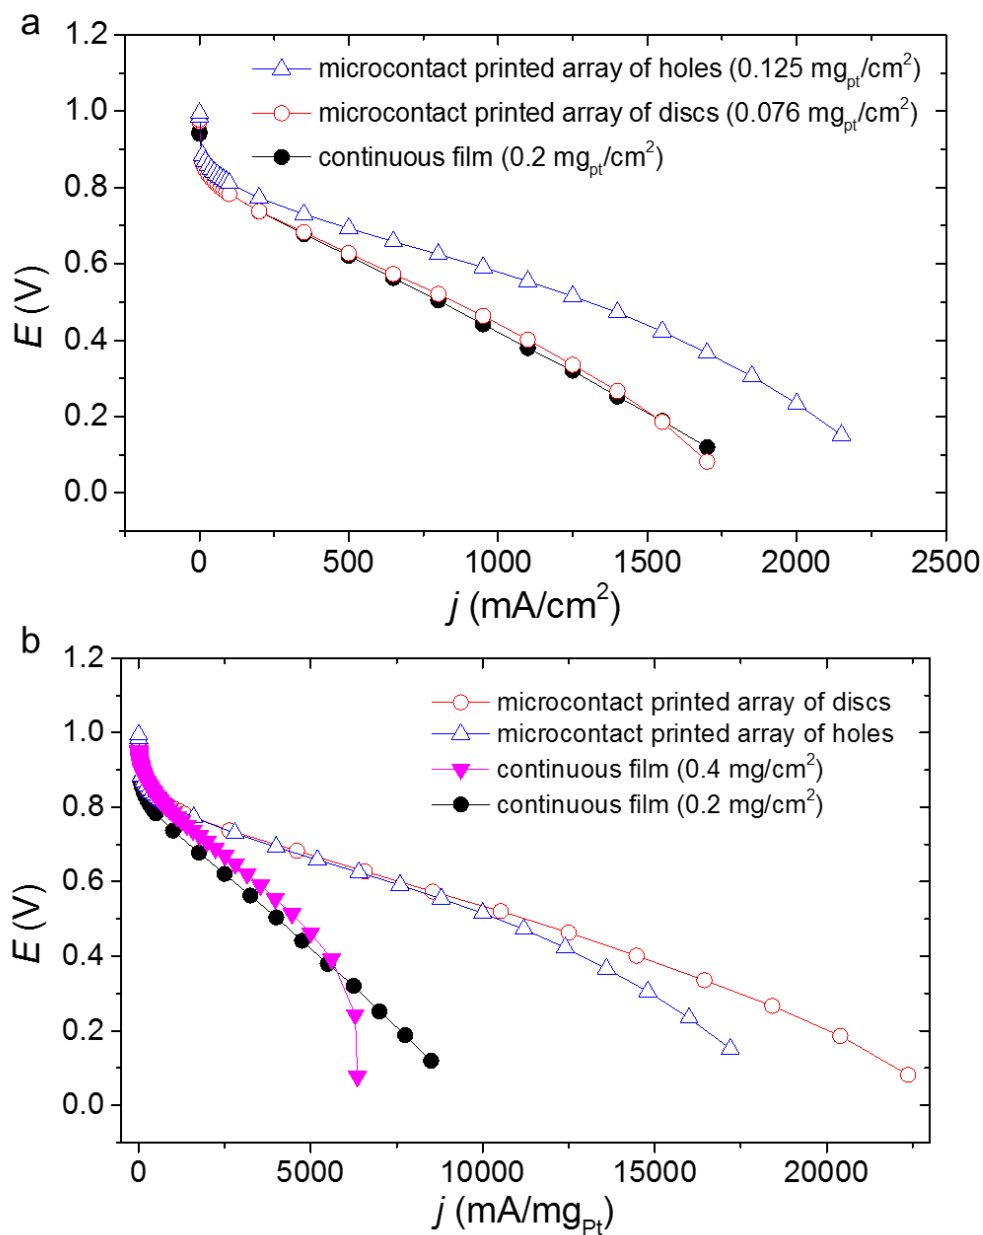 a
1.2
1.0
0.8
0.6
0.4
0.2
0.0
E (V)
microcontact printed array of holes (0.125 mg_pt/cm²)
microcontact printed array of discs (0.076 mg_pt/cm²)
continuous film (0.2 mg_pt/cm²)
0 500 1000 1500 2000 2500
j (mA/cm²)
b
1.2
1.0
0.8
0.6
0.4
0.2
0.0
E (V)
microcontact printed array of discs
microcontact printed array of holes
continuous film (0.4 mg/cm²)
continuous film (0.2 mg/cm²)
0 5000 10000 15000 20000
j (mA/mg_Pt)